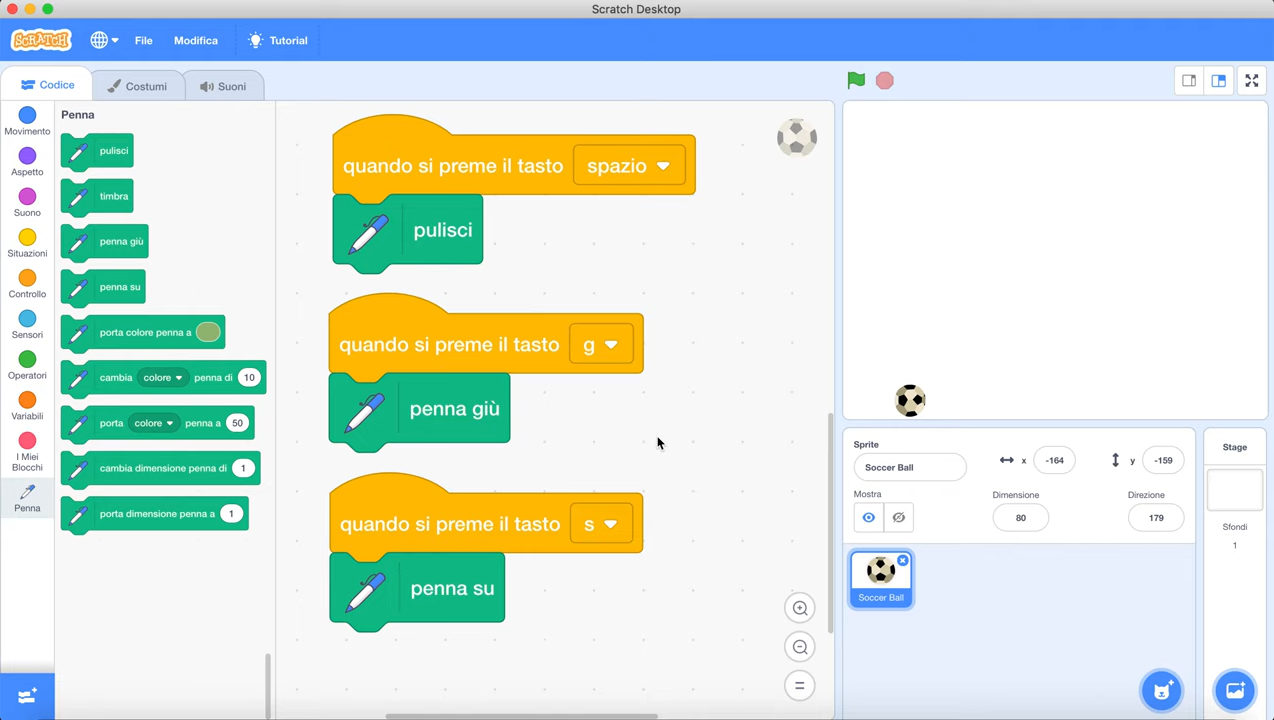 Scratch Desktop
SCRATCH
File
Modifica
Tutorial
Codice
Costumi
Suoni
Movimento
Aspetto
Suono
Situazioni
Controllo
Sensori
Operatori
Variabili
I Miei
Blocchi
Penna
Penna
pulisci
timbra
penna giù
penna su
porta colore penna a
cambia colore penna di 10
porta colore penna a 50
cambia dimensione penna di 1
porta dimensione penna a 1
quando si preme il tasto spazio
pulisci
quando si preme il tasto g
penna giù
quando si preme il tasto s
penna su
Sprite
Soccer Ball
x -164
y -159
Mostra
Dimensione
80
Direzione
179
Soccer Ball
Stage
Sfondi
1